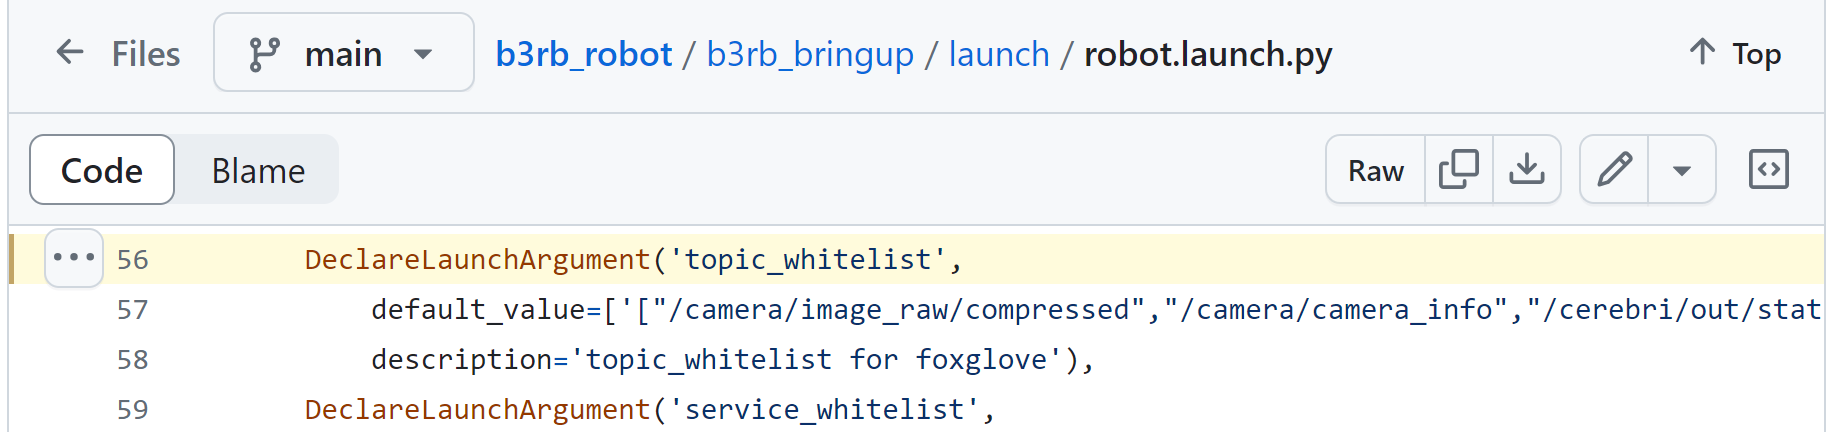 Files main b3rb_robot / b3rb_bringup / launch / robot.launch.py Top
Code Blame Raw
56 DeclareLaunchArgument('topic_whitelist',
57 default_value=['["/camera/image_raw/compressed","/camera/camera_info","/cerebri/out/stat
58 description='topic_whitelist for foxglove'),
59 DeclareLaunchArgument('service_whitelist',